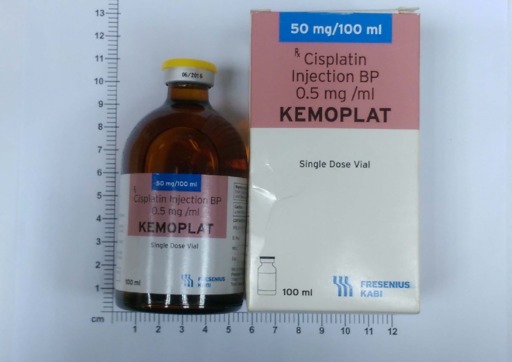 50 mg/100 ml
℞ Cisplatin
Injection BP
0.5 mg /ml
KEMOPLAT
Single Dose Vial
100 ml
FRESENIUS
KABI
06/2016
50 mg/100 ml
Cisplatin Injection BP
0.5 mg /ml
KEMOPLAT
Single Dose Vial
100 ml
FRESENIUS
KABI
13
12
11
10
9
8
7
6
5
4
3
2
1
cm
1 2 3 4 5 6 7 8 9 10 11 12